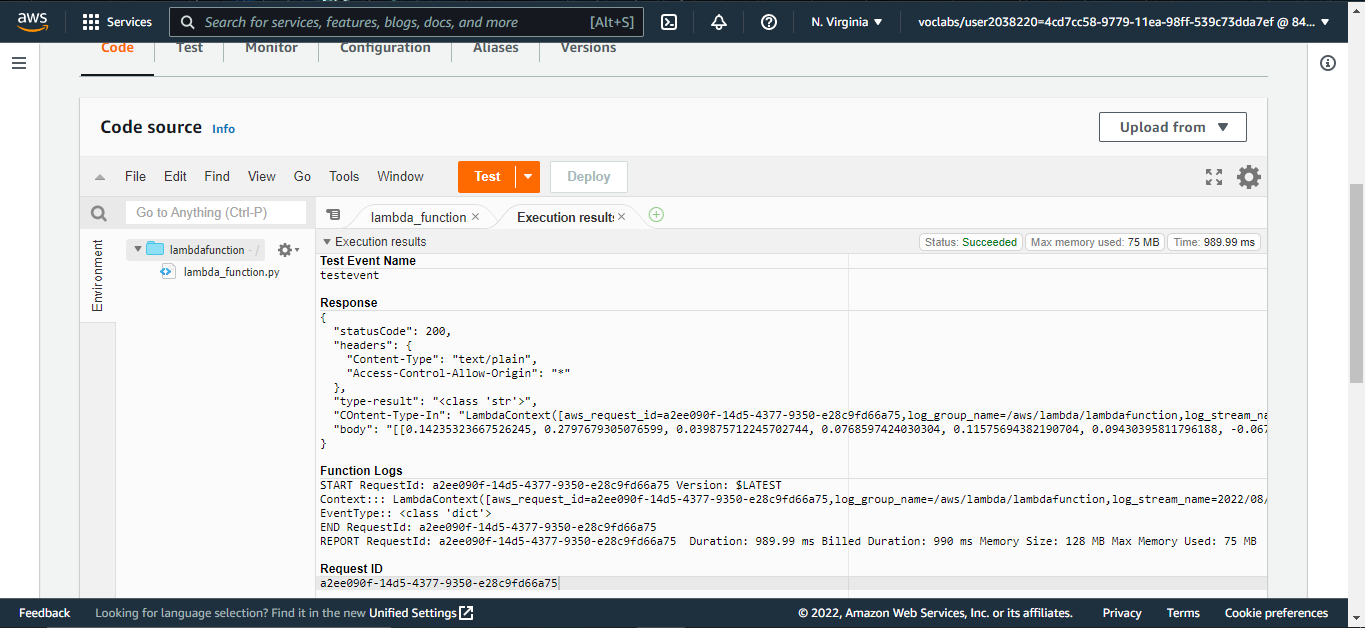 aws Services Search for services, features, blogs, docs, and more [Alt+S] N. Virginia voclabs/user2038220=4cd7cc58-9779-11ea-98ff-539c73dda7ef @ 84...
Code Test Monitor Configuration Aliases Versions
Code source Info Upload from
File Edit Find View Go Tools Window Test Deploy
Go to Anything (Ctrl-P) lambda_function × Execution results ×
Environment
lambdafunction - /
lambda_function.py
Execution results Status: Succeeded Max memory used: 75 MB Time: 989.99 ms
Test Event Name
testevent
Response
{
"statusCode": 200,
"headers": {
"Content-Type": "text/plain",
"Access-Control-Allow-Origin": "*"
},
"type-result": "<class 'str'>",
"COntent-Type-In": "LambdaContext([aws_request_id=a2ee090f-14d5-4377-9350-e28c9fd66a75,log_group_name=/aws/lambda/lambdafunction,log_stream_na
"body": "[[0.14235323667526245, 0.2797679305076599, 0.039875712245702744, 0.0768597424030304, 0.11575694382190704, 0.09430395811796188, -0.067
}
Function Logs
START RequestId: a2ee090f-14d5-4377-9350-e28c9fd66a75 Version: $LATEST
Context::: LambdaContext([aws_request_id=a2ee090f-14d5-4377-9350-e28c9fd66a75,log_group_name=/aws/lambda/lambdafunction,log_stream_name=2022/08/
EventType:: <class 'dict'>
END RequestId: a2ee090f-14d5-4377-9350-e28c9fd66a75
REPORT RequestId: a2ee090f-14d5-4377-9350-e28c9fd66a75 Duration: 989.99 ms Billed Duration: 990 ms Memory Size: 128 MB Max Memory Used: 75 MB
Request ID
a2ee090f-14d5-4377-9350-e28c9fd66a75
Feedback Looking for language selection? Find it in the new Unified Settings © 2022, Amazon Web Services, Inc. or its affiliates. Privacy Terms Cookie preferences